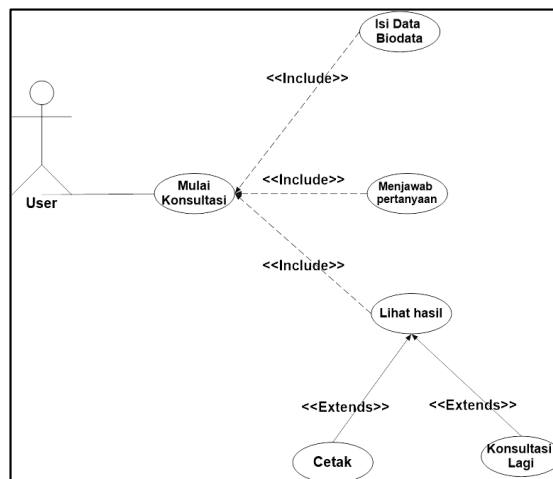 Isi Data
Biodata
<<Include>>
User
Mulai
Konsultasi
<<Include>>
Menjawab
pertanyaan
<<Include>>
Lihat hasil
<<Extends>>
<<Extends>>
Cetak
Konsultasi
Lagi